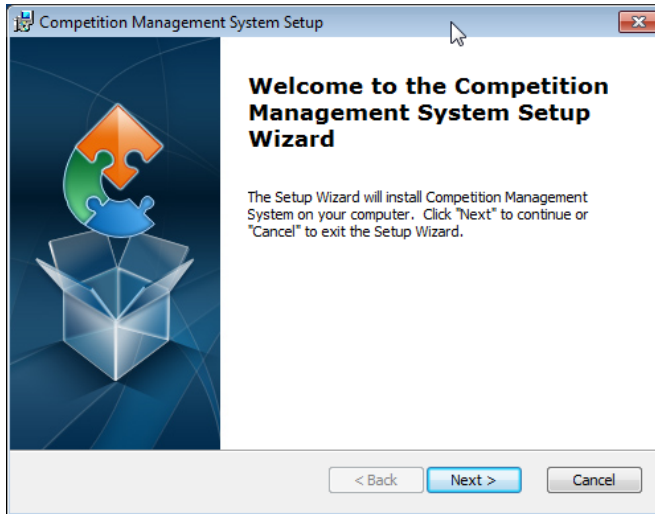 Competition Management System Setup
Welcome to the Competition
Management System Setup
Wizard
The Setup Wizard will install Competition Management
System on your computer.  Click "Next" to continue or
"Cancel" to exit the Setup Wizard.
< Back
Next >
Cancel